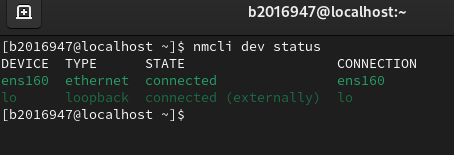 b2016947@localhost:~
[b2016947@localhost ~]$ nmcli dev status
DEVICE  TYPE      STATE                   CONNECTION
ens160  ethernet  connected               ens160
lo      loopback  connected (externally)  lo
[b2016947@localhost ~]$